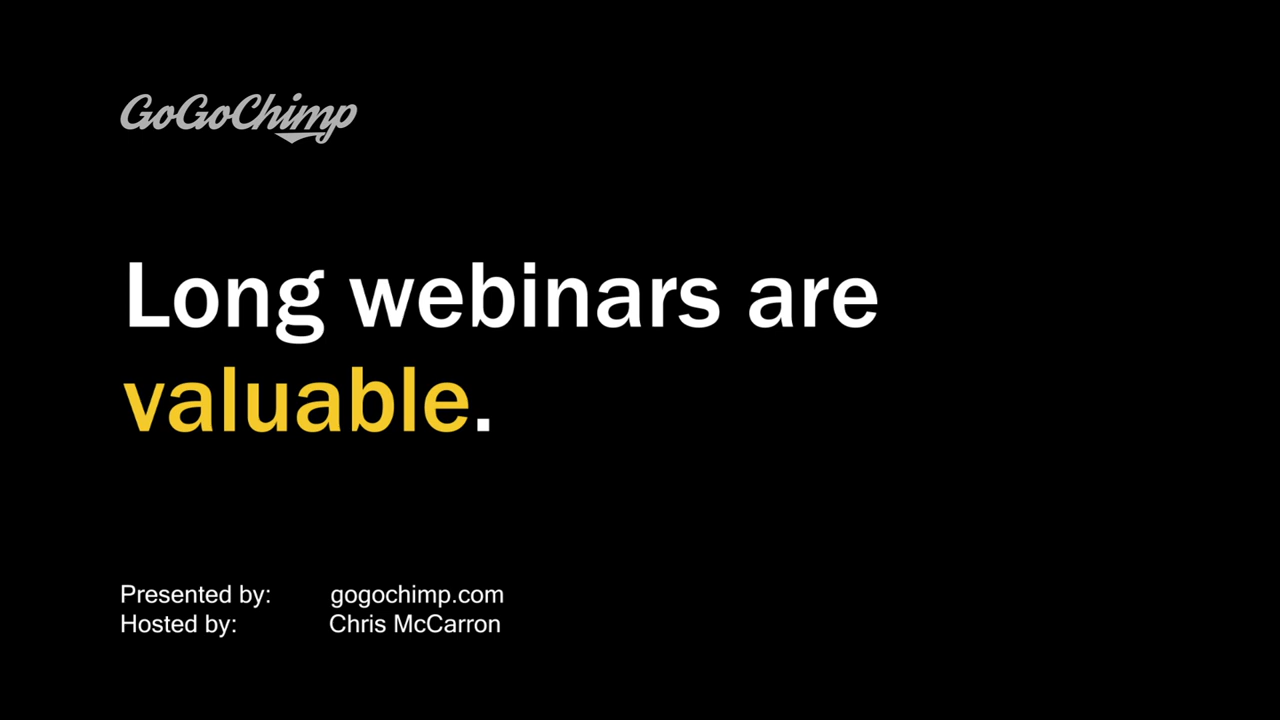 GoGoChimp
Long webinars are
valuable.
Presented by: gogochimp.com
Hosted by: Chris McCarron